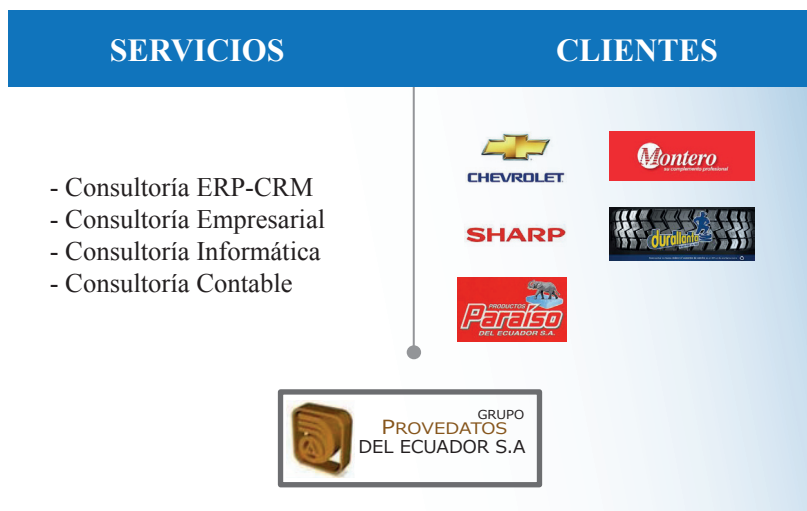 SERVICIOS
CLIENTES
- Consultoría ERP-CRM
- Consultoría Empresarial
- Consultoría Informática
- Consultoría Contable
CHEVROLET
Montero
su complemento profesional
SHARP
durallanta
PRODUCTOS
Paraíso
DEL ECUADOR S.A.
GRUPO
PROVEDATOS
DEL ECUADOR S.A